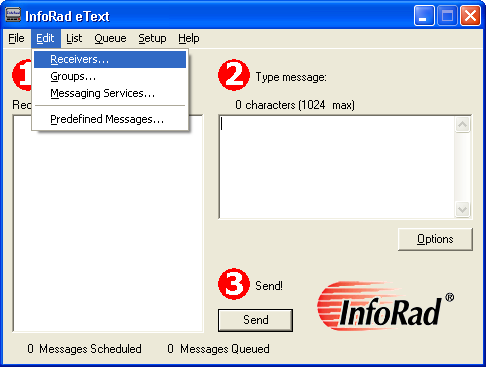 InfoRad eText
File Edit List Queue Setup Help
Receivers...
Groups...
Messaging Services...
Predefined Messages...
1
Rec
2 Type message:
0 characters (1024 max)
Options
3 Send!
Send
InfoRad ®
0 Messages Scheduled 0 Messages Queued